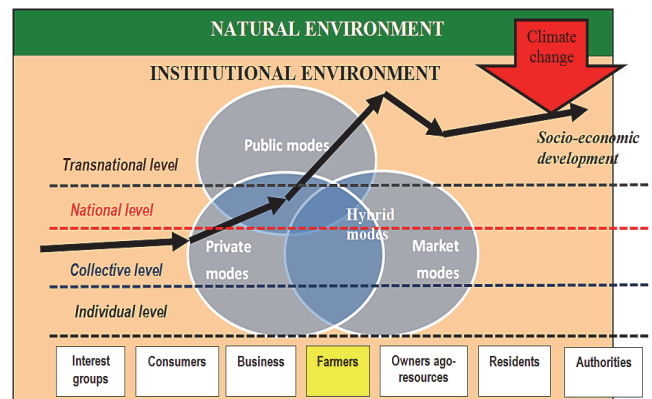 NATURAL ENVIRONMENT
Climate
change
INSTITUTIONAL ENVIRONMENT
Public modes
Socio-economic
development
Transnational level
National level
Hybrid
modes
Private
modes
Market
modes
Collective level
Individual level
Interest
groups
Consumers
Business
Farmers
Owners ago-
resources
Residents
Authorities